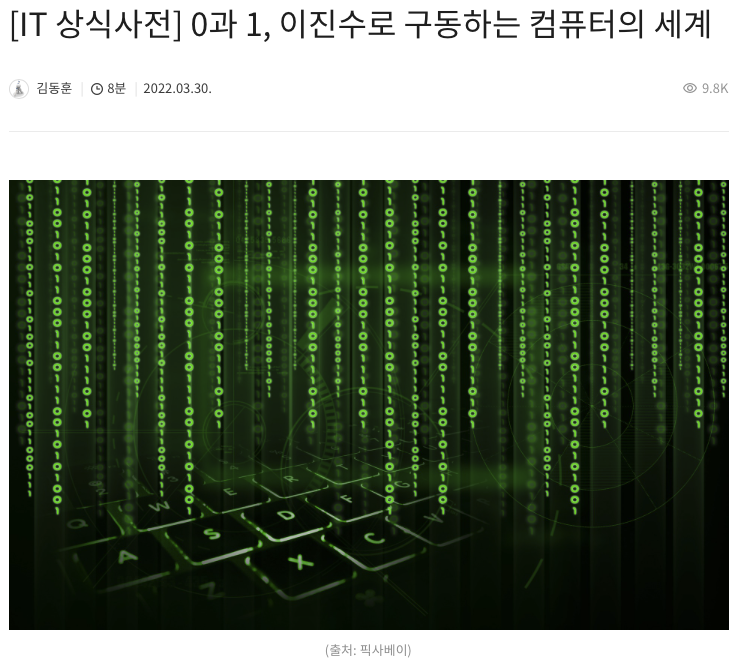 [IT 상식사전] 0과 1, 이진수로 구동하는 컴퓨터의 세계
김동훈 8분 2022.03.30. 9.8K
Q W E R
A S D F G
Z X C V
(출처: 픽사베이)